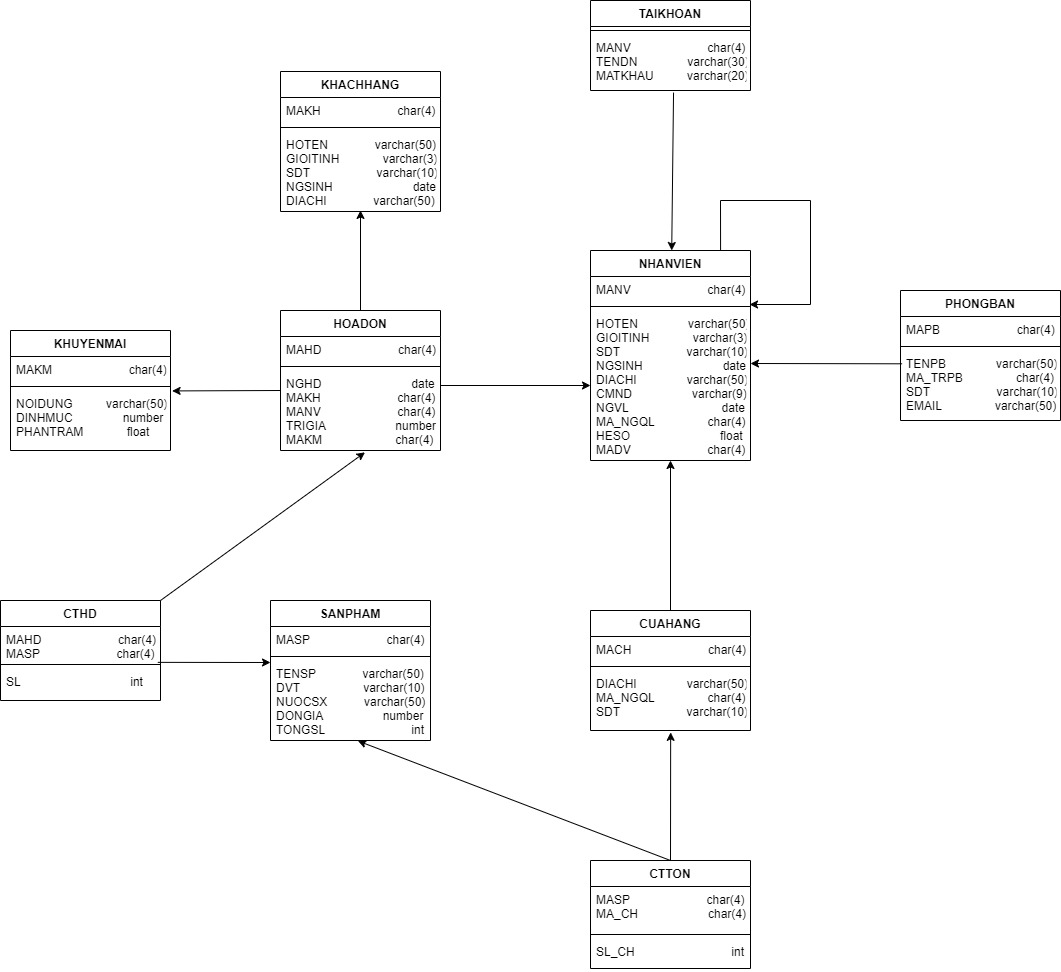 TAIKHOAN
MANV char(4)
TENDN varchar(30)
MATKHAU varchar(20)
KHACHHANG
MAKH char(4)
HOTEN varchar(50)
GIOITINH varchar(3)
SDT varchar(10)
NGSINH date
DIACHI varchar(50)
NHANVIEN
MANV char(4)
HOTEN varchar(50
GIOITINH varchar(3)
SDT varchar(10)
NGSINH date
DIACHI varchar(50)
CMND varchar(9)
NGVL date
MA_NGQL char(4)
HESO float
MADV char(4)
PHONGBAN
MAPB char(4)
TENPB varchar(50)
MA_TRPB char(4)
SDT varchar(10)
EMAIL varchar(50)
HOADON
MAHD char(4)
NGHD date
MAKH char(4)
MANV char(4)
TRIGIA number
MAKM char(4)
KHUYENMAI
MAKM char(4)
NOIDUNG varchar(50)
DINHMUC number
PHANTRAM float
CTHD
MAHD char(4)
MASP char(4)
SL int
SANPHAM
MASP char(4)
TENSP varchar(50)
DVT varchar(10)
NUOCSX varchar(50)
DONGIA number
TONGSL int
CUAHANG
MACH char(4)
DIACHI varchar(50)
MA_NGQL char(4)
SDT varchar(10)
CTTON
MASP char(4)
MA_CH char(4)
SL_CH int